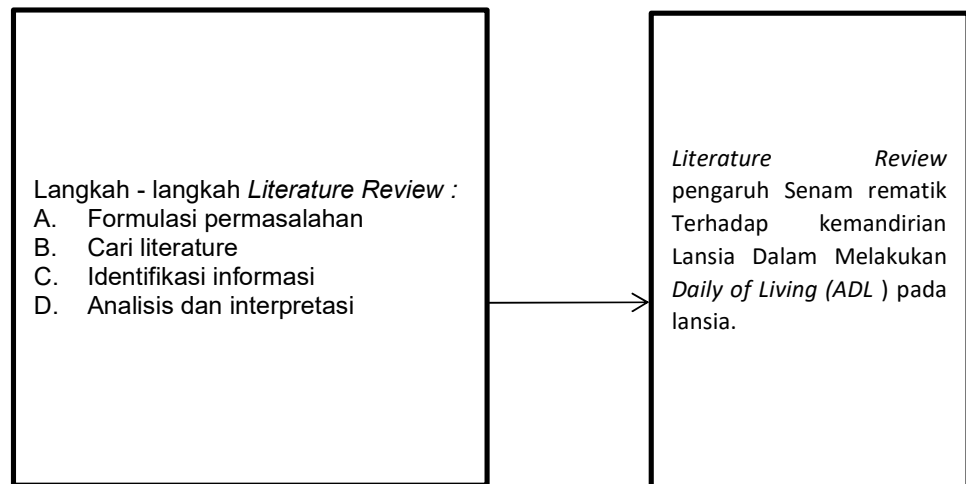 Langkah - langkah Literature Review :
A. Formulasi permasalahan
B. Cari literature
C. Identifikasi informasi
D. Analisis dan interpretasi
Literature Review
pengaruh Senam rematik
Terhadap kemandirian
Lansia Dalam Melakukan
Daily of Living (ADL ) pada
lansia.